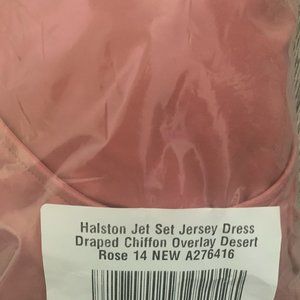 Halston Jet Set Jersey Dress
Draped Chiffon Overlay Desert
Rose 14 NEW A276416